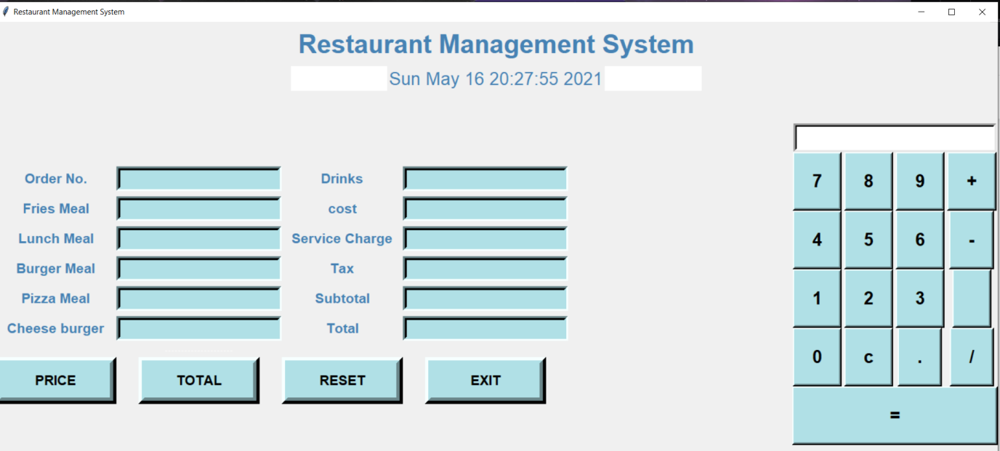 Restaurant Management System
Restaurant Management System
Sun May 16 20:27:55 2021
Order No.
Drinks
Fries Meal
cost
Lunch Meal
Service Charge
Burger Meal
Tax
Pizza Meal
Subtotal
Cheese burger
Total
PRICE TOTAL RESET EXIT
7 8 9 +
4 5 6 -
1 2 3
0 c . /
=